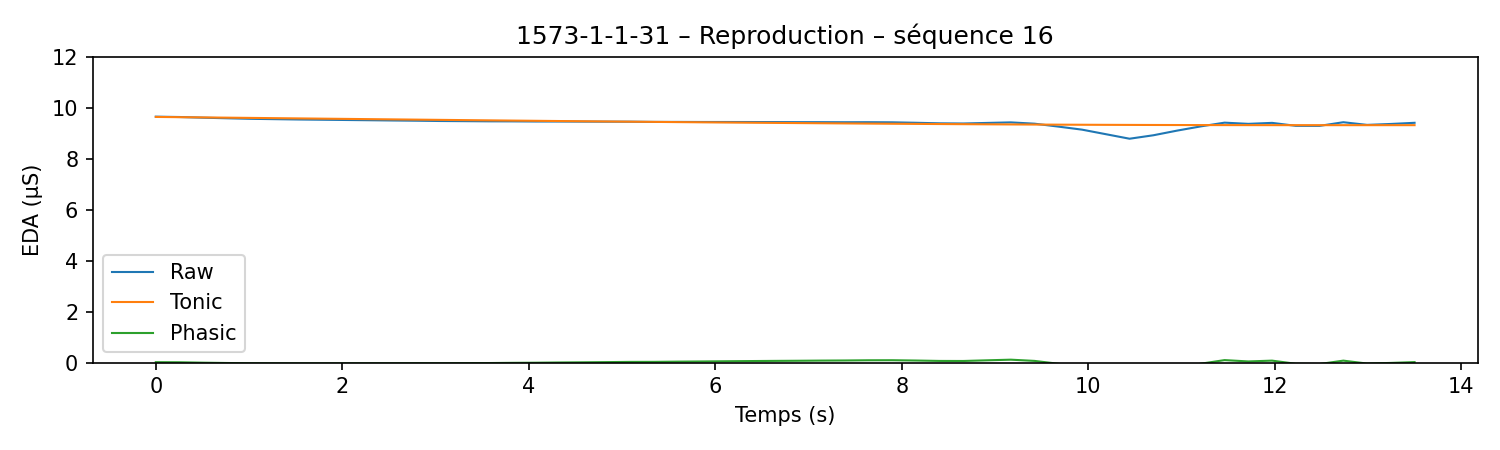 1573-1-1-31 – Reproduction – séquence 16
EDA (µS)
12
10
8
6
4
2
0
Raw
Tonic
Phasic
0 2 4 6 8 10 12 14
Temps (s)